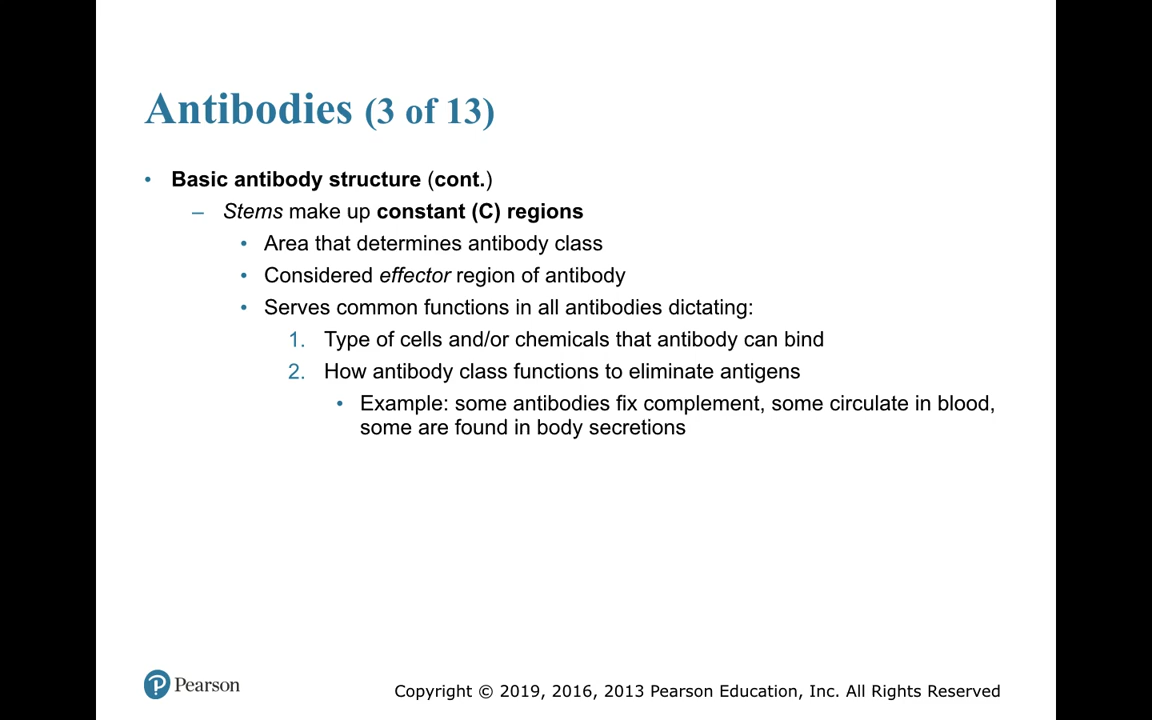 Antibodies (3 of 13)
• Basic antibody structure (cont.)
– Stems make up constant (C) regions
• Area that determines antibody class
• Considered effector region of antibody
• Serves common functions in all antibodies dictating:
1. Type of cells and/or chemicals that antibody can bind
2. How antibody class functions to eliminate antigens
• Example: some antibodies fix complement, some circulate in blood,
some are found in body secretions
Pearson
Copyright © 2019, 2016, 2013 Pearson Education, Inc. All Rights Reserved